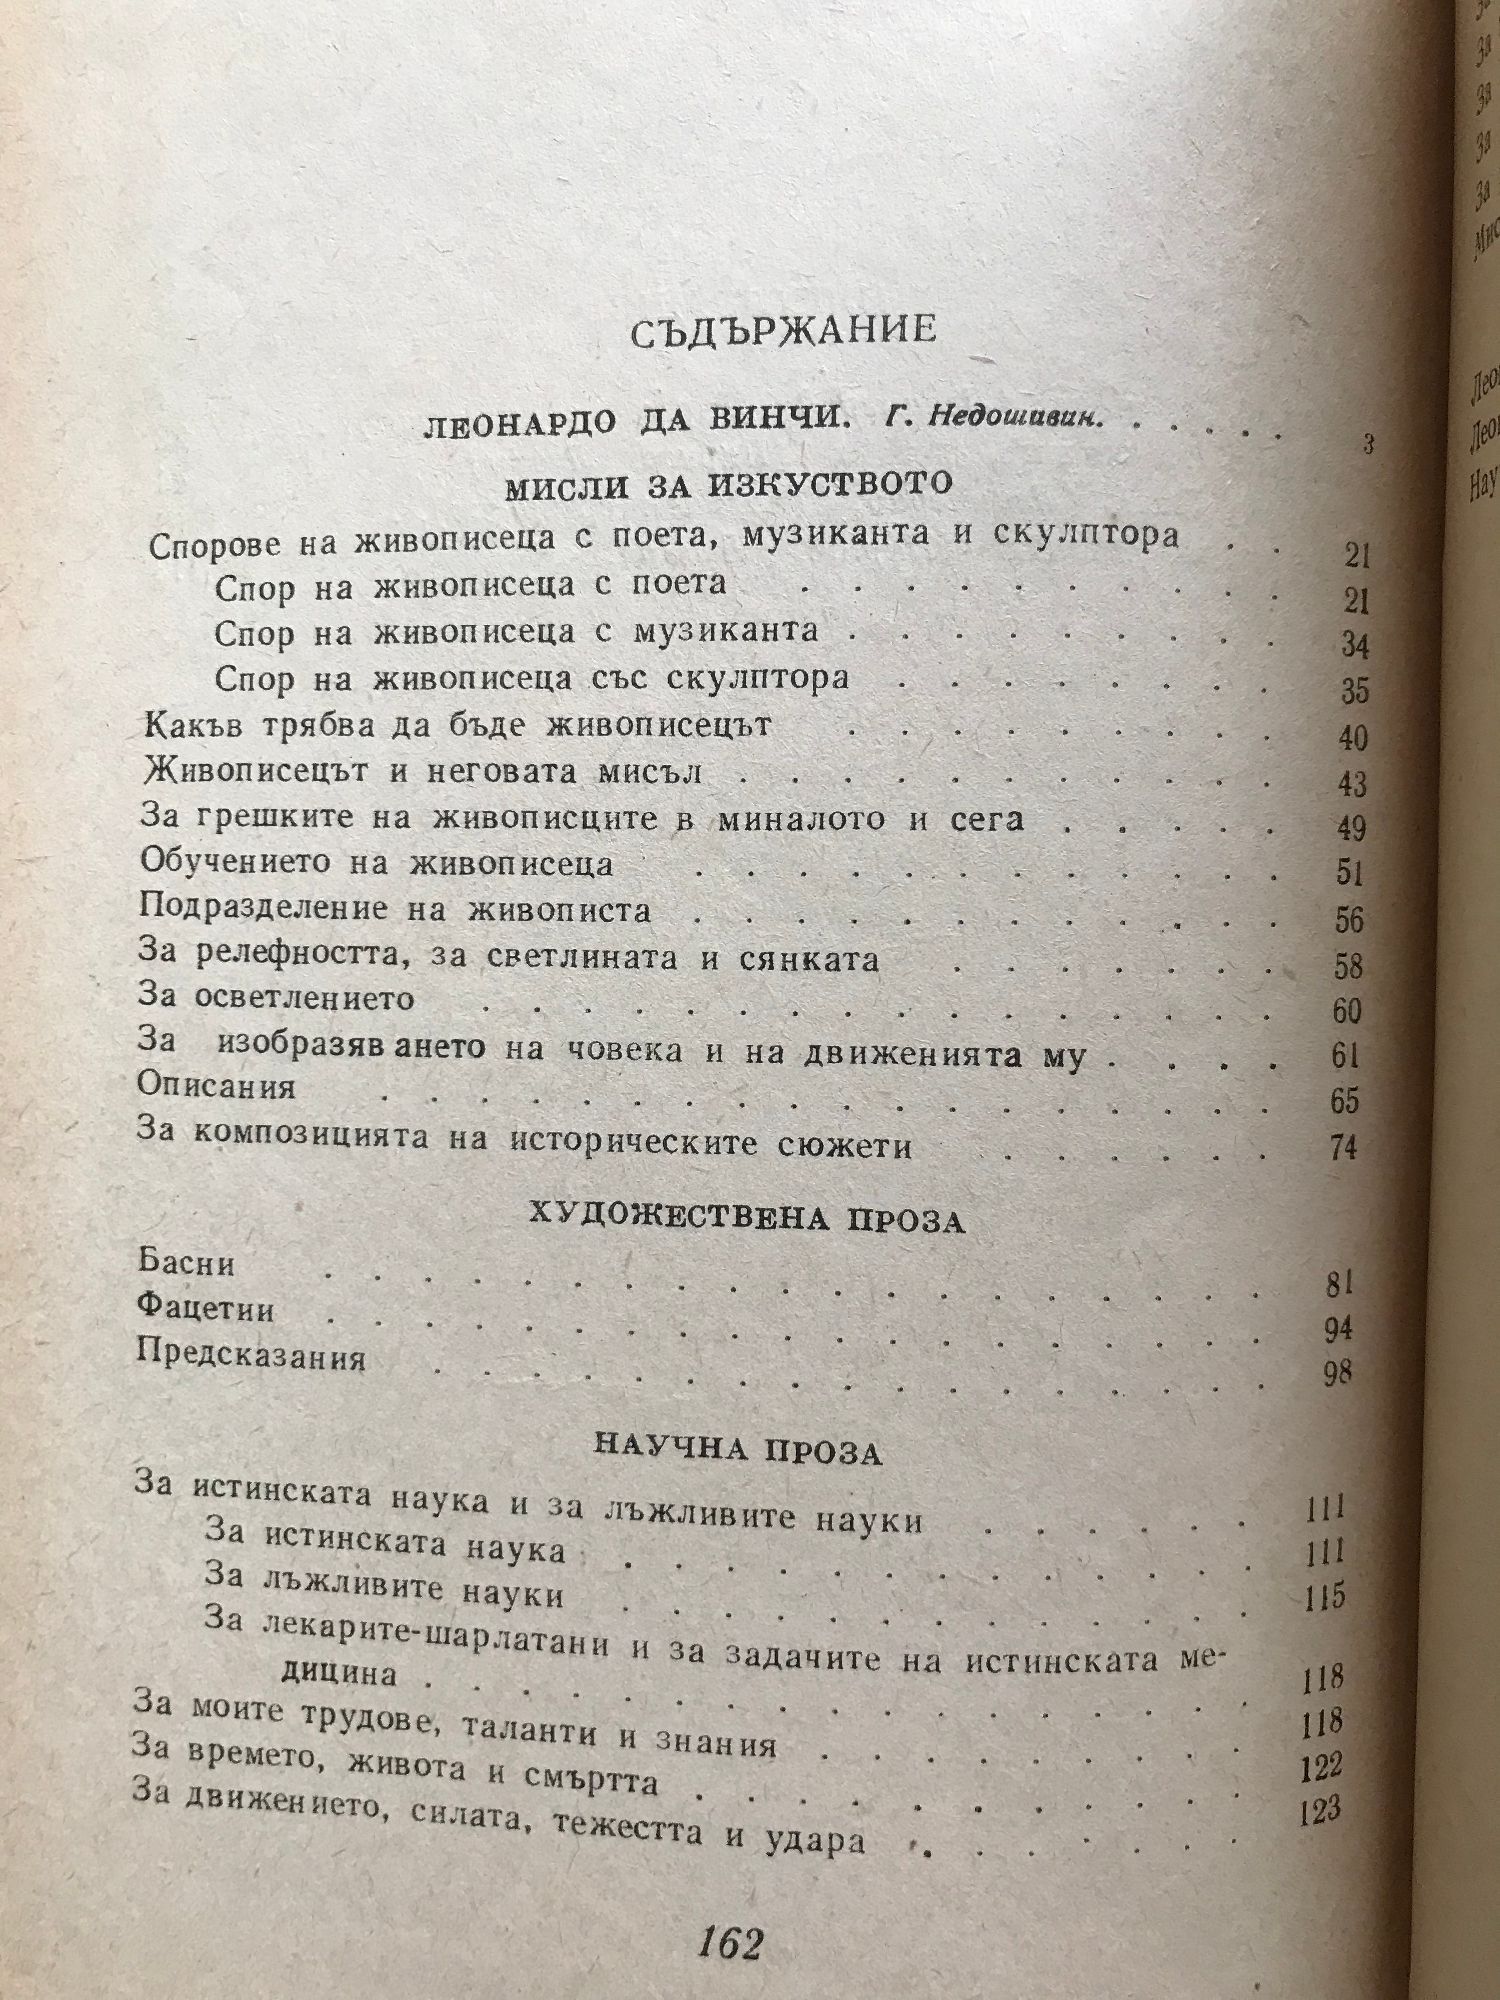 СЪДЪРЖАНИЕ
ЛЕОНАРДО ДА ВИНЧИ. Г. Недошивин. . . . . . 3
МИСЛИ ЗА ИЗКУСТВОТО
Спорове на живописеца с поета, музиканта и скулптора . . 21
Спор на живописеца с поета . . . . . . . . . . 21
Спор на живописеца с музиканта . . . . . . . . . 34
Спор на живописеца със скулптора . . . . . . . . 35
Какъв трябва да бъде живописецът . . . . . . . . . 40
Живописецът и неговата мисъл . . . . . . . . . . . 43
За грешките на живописците в миналото и сега . . . . . 49
Обучението на живописеца . . . . . . . . . . . . 51
Подразделение на живописта . . . . . . . . . . . . 56
За релефността, за светлината и сянката . . . . . . . 58
За осветлението . . . . . . . . . . . . . . . . 60
За изобразяв ането на човека и на движенията му . . . . 61
Описания . . . . . . . . . . . . . . . . . . 65
За композицията на историческите сюжети . . . . . . 74
ХУДОЖЕСТВЕНА ПРОЗА
Басни . . . . . . . . . . . . . . . . . . . 81
Фацетии . . . . . . . . . . . . . . . . . . . 94
Предсказания . . . . . . . . . . . . . . . . . 98
НАУЧНА ПРОЗА
За истинската наука и за лъжливите науки . . . . . . 111
За истинската наука . . . . . . . . . . . . . 111
За лъжливите науки . . . . . . . . . . . . . 115
За лекарите-шарлатани и за задачите на истинската ме-
дицина . . . . . . . . . . . . . . . . . 118
За моите трудове, таланти и знания . . . . . . . . . 118
За времето, живота и смъртта . . . . . . . . . . . 122
За движението, силата, тежестта и удара . . . . . . . 123
162
За
За
За
За